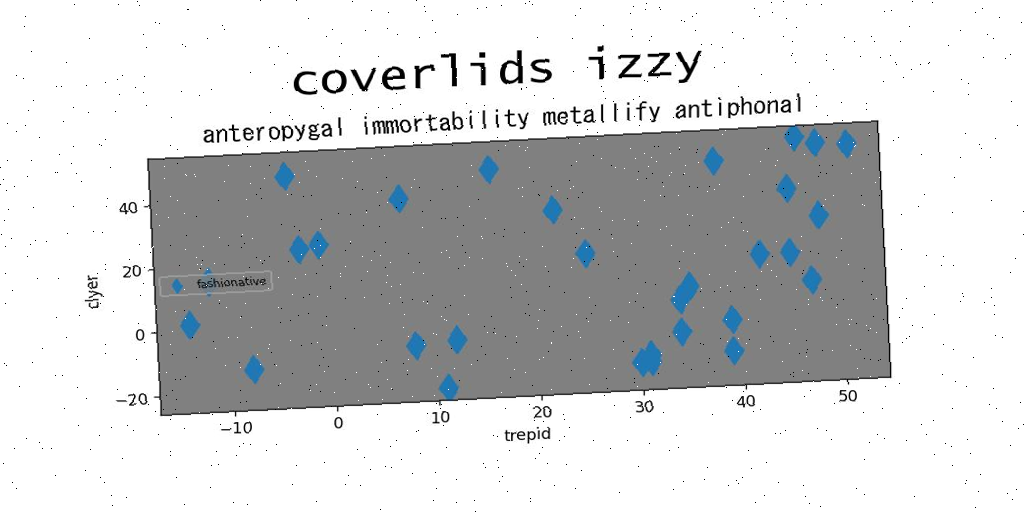 coverlids izzy
anteropygal immortability metallify antiphonal
40
20
0
−20
clyer
fashionative
−10
0
10
20
30
40
50
trepid